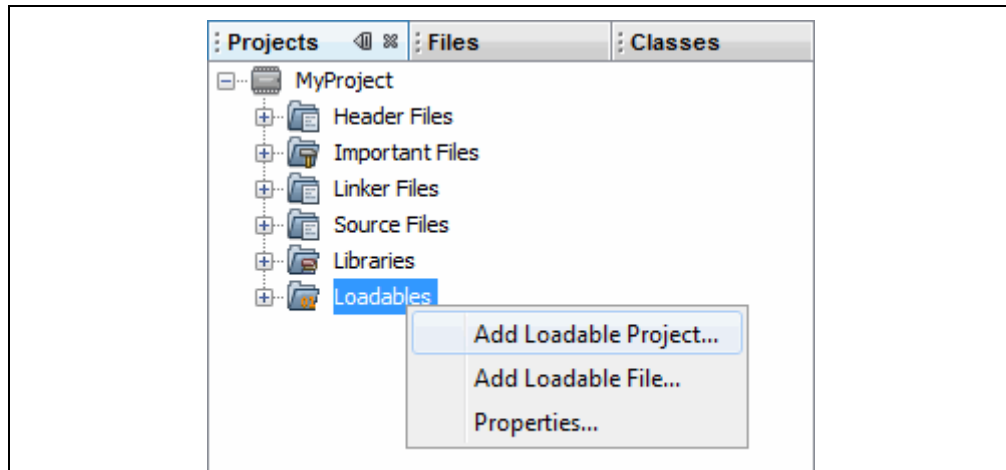 Projects Files Classes
MyProject
Header Files
Important Files
Linker Files
Source Files
Libraries
Loadables
Add Loadable Project...
Add Loadable File...
Properties...